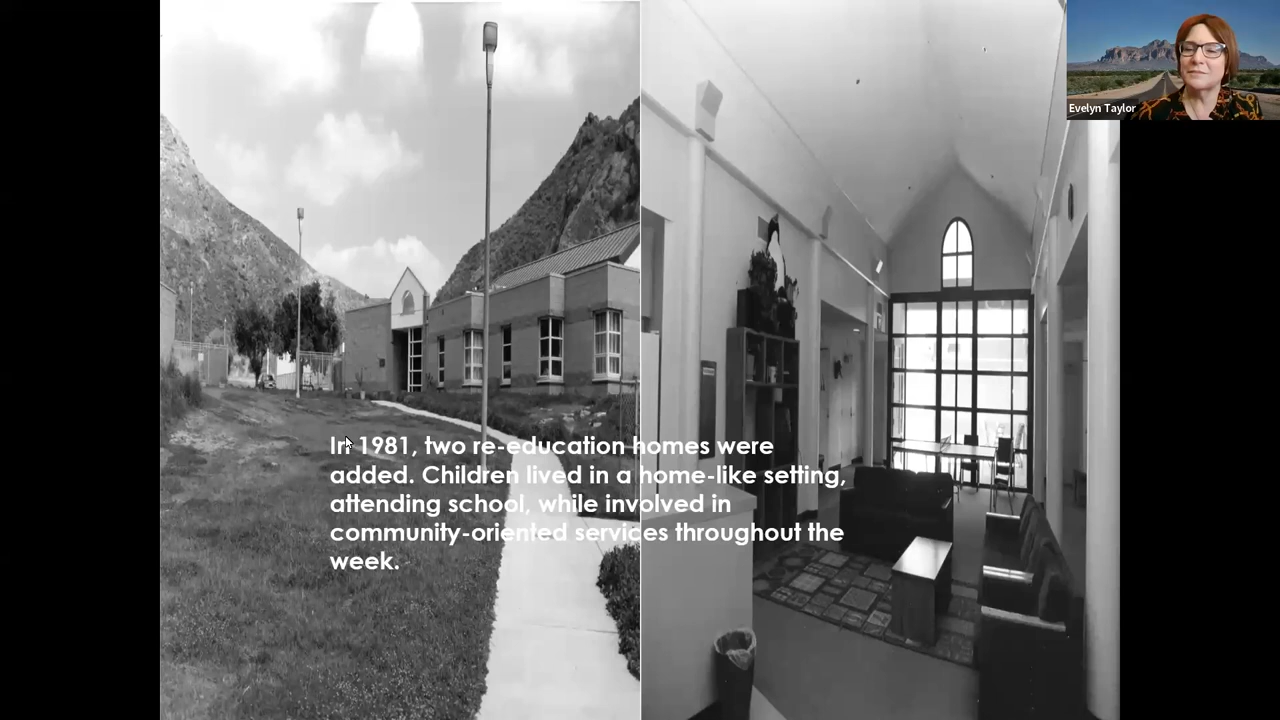 Evelyn Taylor
In 1981, two re-education homes were
added. Children lived in a home-like setting,
attending school, while involved in
community-oriented services throughout the
week.